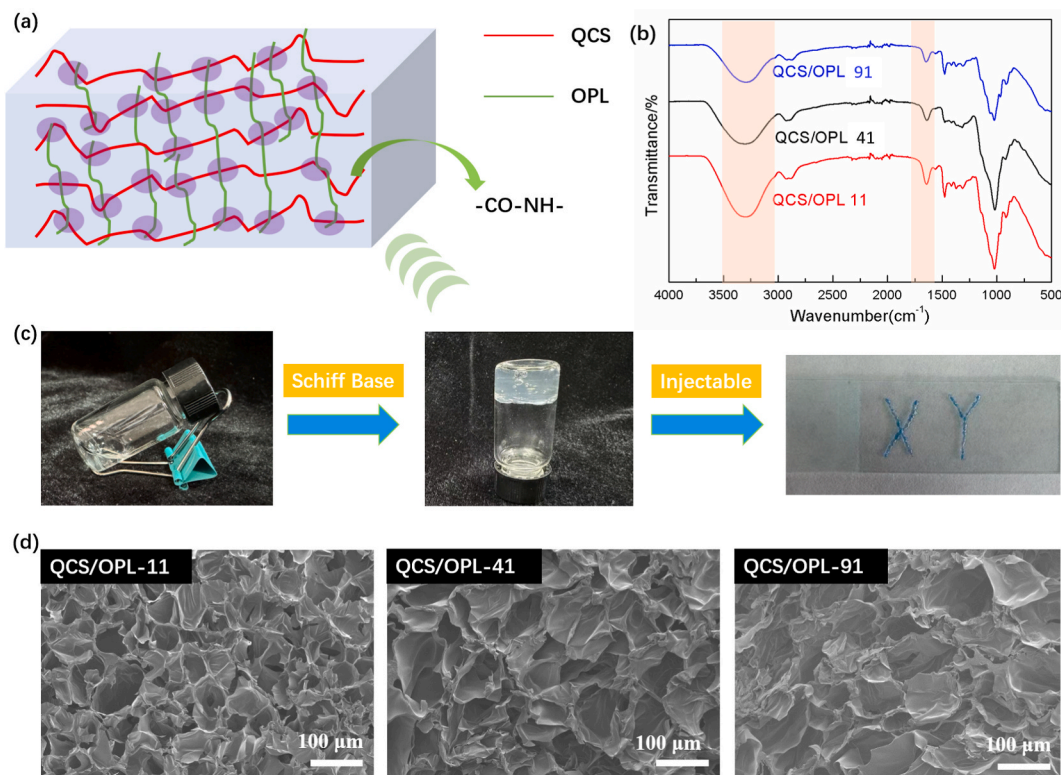 (a)
QCS
OPL
-CO-NH-
(b)
QCS/OPL 91
QCS/OPL 41
QCS/OPL 11
Transmittance/%
4000 3500 3000 2500 2000 1500 1000 500
Wavenumber(cm⁻¹)
(c)
Schiff Base
Injectable
X Y
(d)
QCS/OPL-11
100 μm
QCS/OPL-41
100 μm
QCS/OPL-91
100 μm